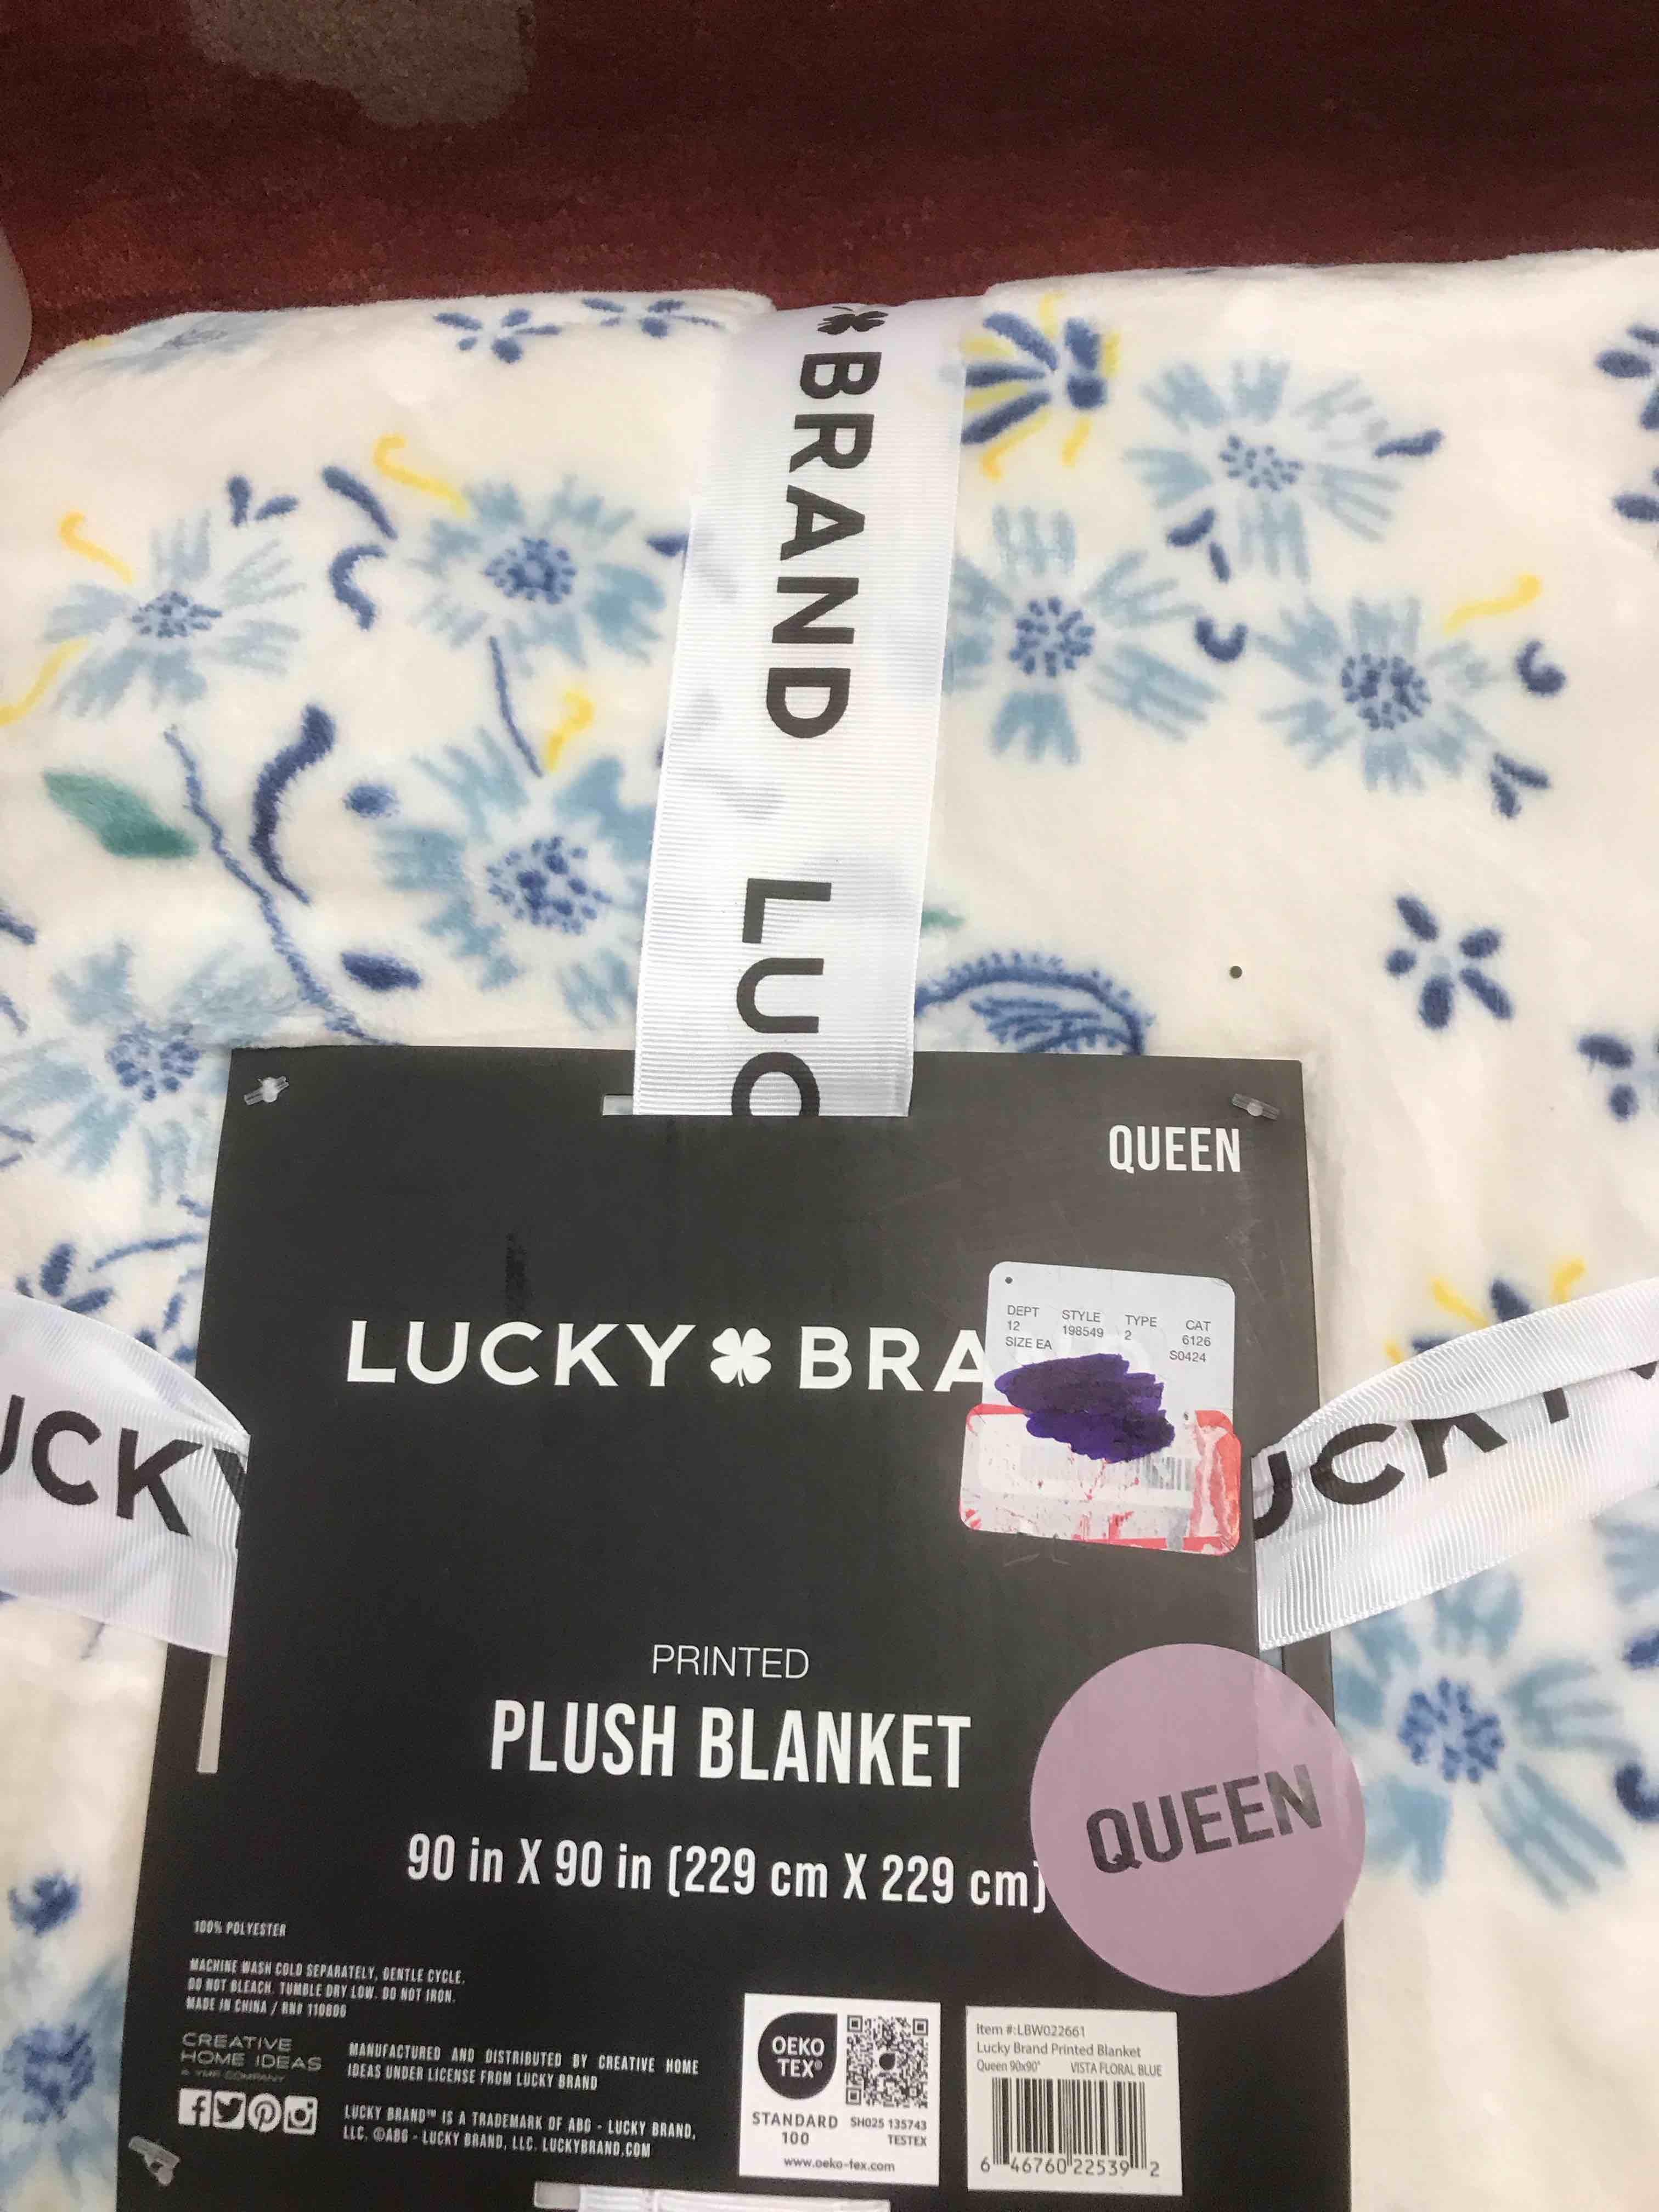 BRAND LUC
QUEEN
LUCKY BRA
DEPT STYLE TYPE CAT
12 198549 2 6126
SIZE EA S0424
UCKY
UCKY
PRINTED
PLUSH BLANKET
90 in X 90 in (229 cm X 229 cm)
QUEEN
100% POLYESTER
MACHINE WASH COLD SEPARATELY, GENTLE CYCLE.
DO NOT BLEACH. TUMBLE DRY LOW. DO NOT IRON.
MADE IN CHINA / RN# 110806
CREATIVE
HOME IDEAS
A YMF COMPANY
MANUFACTURED AND DISTRIBUTED BY CREATIVE HOME
IDEAS UNDER LICENSE FROM LUCKY BRAND
LUCKY BRAND™ IS A TRADEMARK OF ABG - LUCKY BRAND,
LLC. ©ABG - LUCKY BRAND, LLC. LUCKYBRAND.COM
OEKO
TEX®
STANDARD
100
SH025 135743
TESTEX
www.oeko-tex.com
Item #:LBW022661
Lucky Brand Printed Blanket
Queen 90x90" VISTA FLORAL BLUE
6 46760 22539 2